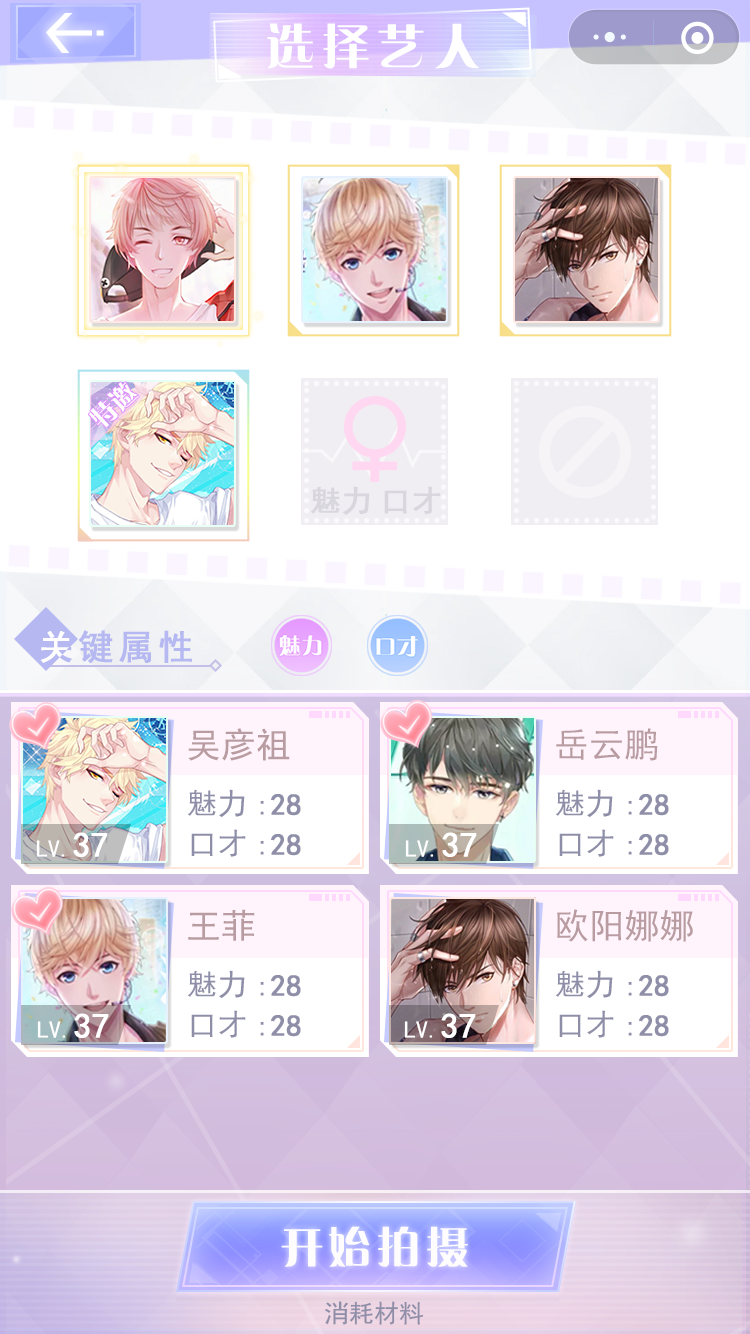 选择艺人
特邀
魅力 口才
关键属性
魅力
口才
吴彦祖
魅力 :28
口才 :28
LV. 37
岳云鹏
魅力 :28
口才 :28
LV. 37
王菲
魅力 :28
口才 :28
LV. 37
欧阳娜娜
魅力 :28
口才 :28
LV. 37
开始拍摄
消耗材料